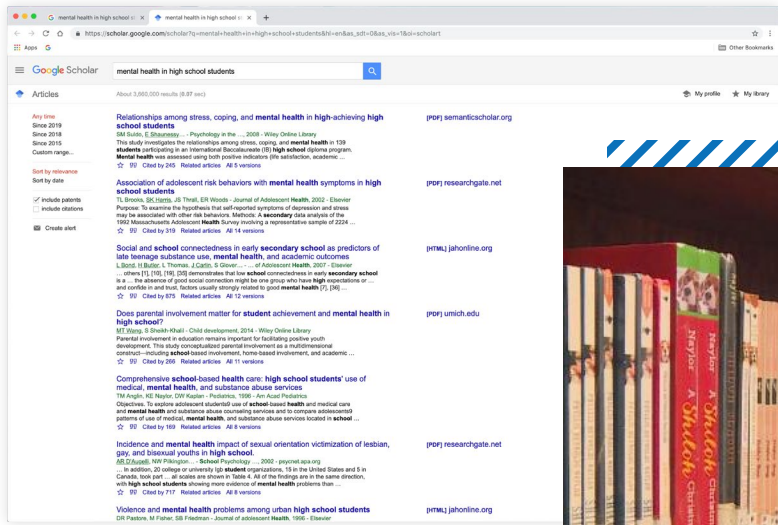 mental health in high school st
mental health in high school st
https://scholar.google.com/scholar?q=mental+health+in+high+school+students&hl=en&as_sdt=0&as_vis=1&oi=scholart
Apps
Other Bookmarks
Google Scholar
mental health in high school students
Articles
About 3,660,000 results (0.07 sec)
My profile
My library
Any time
Since 2019
Since 2018
Since 2015
Custom range...
Sort by relevance
Sort by date
include patents
include citations
Create alert
Relationships among stress, coping, and mental health in high-achieving high
school students
SM Suldo, E Shaunessy… - Psychology in the …, 2008 - Wiley Online Library
This study investigates the relationships among stress, coping, and mental health in 139
students participating in an International Baccalaureate (IB) high school diploma program.
Mental health was assessed using both positive indicators (life satisfaction, academic …
Cited by 245 Related articles All 5 versions
[PDF] semanticscholar.org
Association of adolescent risk behaviors with mental health symptoms in high
school students
TL Brooks, SK Harris, JS Thrall, ER Woods - Journal of Adolescent Health, 2002 - Elsevier
Purpose: To examine the hypothesis that self-reported symptoms of depression and stress
may be associated with other risk behaviors. Methods: A secondary data analysis of the
1992 Massachusetts Adolescent Health Survey involving a representative sample of 2224 …
Cited by 319 Related articles All 14 versions
[PDF] researchgate.net
Social and school connectedness in early secondary school as predictors of
late teenage substance use, mental health, and academic outcomes
L Bond, H Butler, L Thomas, J Carlin, S Glover… - … of Adolescent Health, 2007 - Elsevier
… others [1], [10], [19], [35] demonstrates that low school connectedness in early secondary school
is a … the absence of good social connection might be one group who have high expectations or …
and confide in and trust, factors usually strongly related to good mental health [7], [36] …
Cited by 875 Related articles All 12 versions
[HTML] jahonline.org
Does parental involvement matter for student achievement and mental health in
high school?
MT Wang, S Sheikh-Khalil - Child development, 2014 - Wiley Online Library
Parental involvement in education remains important for facilitating positive youth
development. This study conceptualized parental involvement as a multidimensional
construct—including school-based involvement, home-based involvement, and academic …
Cited by 266 Related articles All 11 versions
[PDF] umich.edu
Comprehensive school-based health care: high school students' use of
medical, mental health, and substance abuse services
TM Anglin, KE Naylor, DW Kaplan - Pediatrics, 1996 - Am Acad Pediatrics
Objectives. To explore adolescent students9 use of school-based health and medical care
and mental health and substance abuse counseling services and to compare adolescents9
patterns of use of medical, mental health, and substance abuse services located in school …
Cited by 169 Related articles All 8 versions
Incidence and mental health impact of sexual orientation victimization of lesbian,
gay, and bisexual youths in high school.
AR D'Augelli, NW Pilkington… - School Psychology …, 2002 - psycnet.apa.org
… In addition, 20 college or university lgb student organizations, 15 in the United States and 5 in
Canada, took part … all scales are shown in Table 4. All of the findings are in the same direction,
with high school students showing more evidence of mental health problems than …
Cited by 717 Related articles All 8 versions
[PDF] researchgate.net
Violence and mental health problems among urban high school students
DR Pastore, M Fisher, SB Friedman - Journal of adolescent Health, 1996 - Elsevier
[HTML] jahonline.org
Naylor A Shiloh Christmas
Naylor A Shiloh Christ